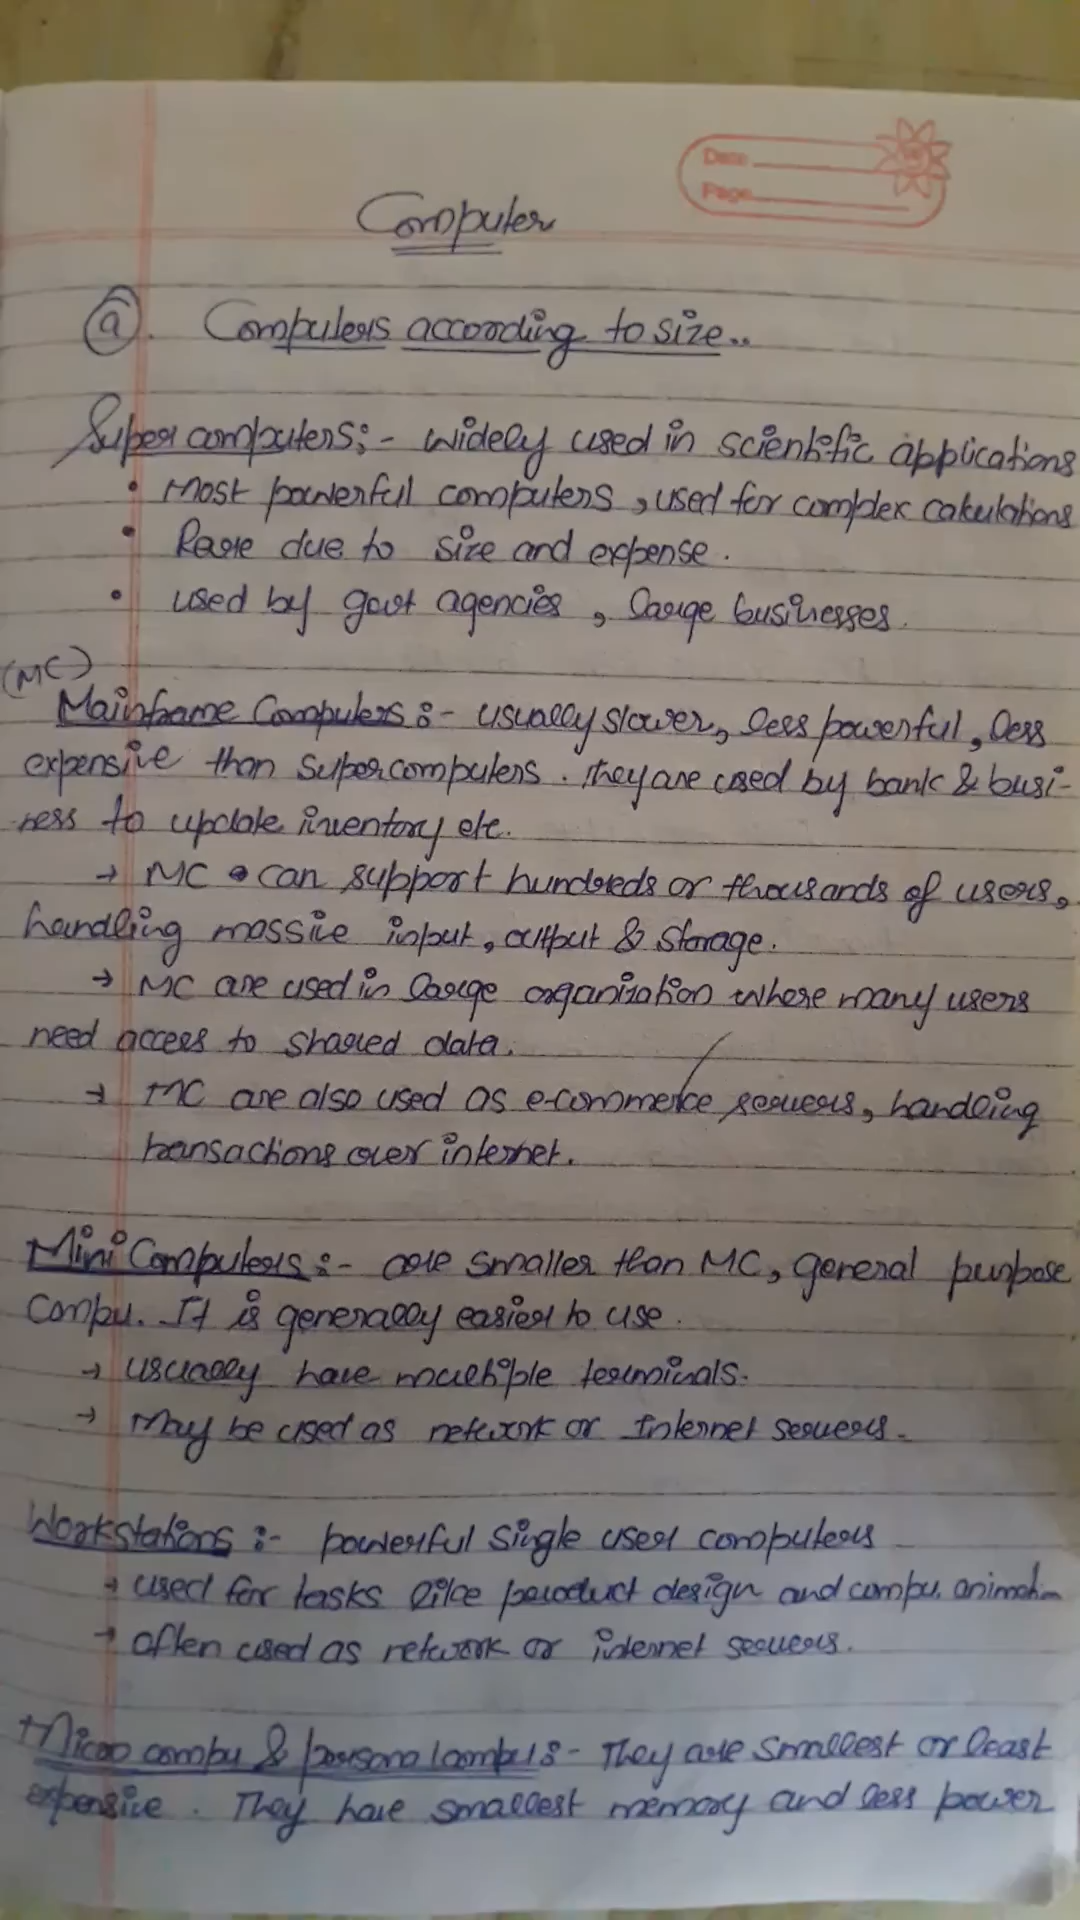 Date
Page
Computer
(a). Computers according to size..
Super computers:- widely used in scientific applications
• Most powerful computers, used for complex calculations
• Rare due to size and expense.
• used by govt agencies, large businesses.
(MC)
Mainframe Computers:- usually slower, less powerful, less
expensive than supercomputers. They are used by bank & busi-
ness to update inventory etc.
→ MC can support hundreds or thousands of users,
handling massive input, output & storage.
→ MC are used in large organization where many users
need access to shared data.
→ MC are also used as e-commerce servers, handling
transactions over internet.
Mini Computers:- are smaller than MC, general purpose
Compu. It is generally easier to use.
→ usually have multiple terminals.
→ May be used as network or Internet servers.
Workstations:- powerful single user computers
→ used for tasks like product design and compu. animation
→ often used as network or internet servers.
Micro compu & personal compu:- They are smallest or least
expensive. They have smallest memory and less power